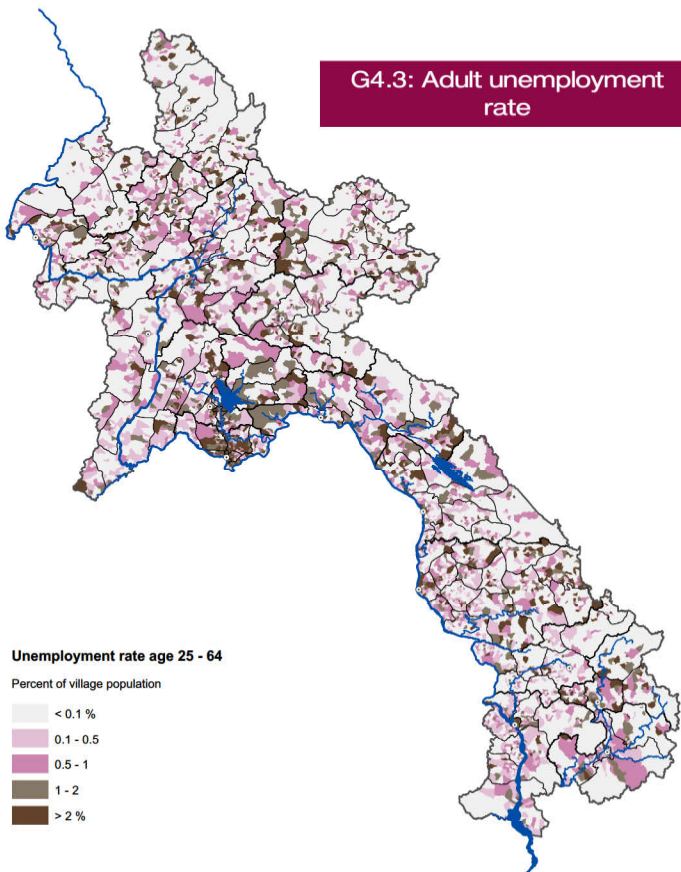 G4.3: Adult unemployment
rate
Unemployment rate age 25 - 64
Percent of village population
< 0.1 %
0.1 - 0.5
0.5 - 1
1 - 2
> 2 %